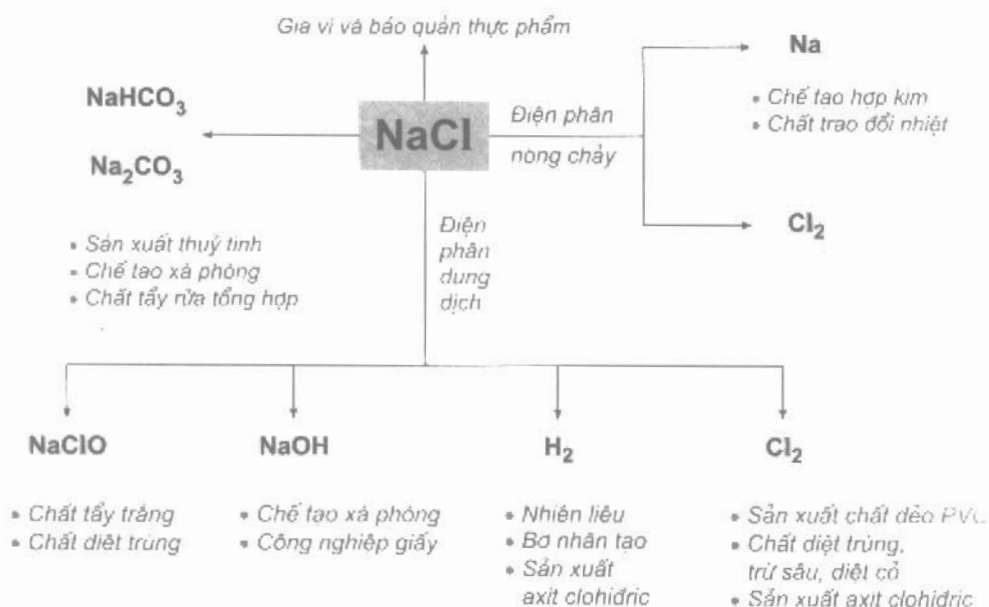 Gia vị và bảo quản thực phẩm
NaHCO₃
Na₂CO₃
• Sản xuất thuỷ tinh
• Chế tạo xà phòng
• Chất tẩy rửa tổng hợp
NaCl
Điện phân
nóng chảy
Na
• Chế tạo hợp kim
• Chất trao đổi nhiệt
Cl₂
Điện
phân
dung
dịch
NaClO
• Chất tẩy trắng
• Chất diệt trùng
NaOH
• Chế tạo xà phòng
• Công nghiệp giấy
H₂
• Nhiên liệu
• Bơ nhân tạo
• Sản xuất
axit clohiđric
Cl₂
• Sản xuất chất dẻo PVC
• Chất diệt trùng,
trừ sâu, diệt cỏ
• Sản xuất axit clohiđric